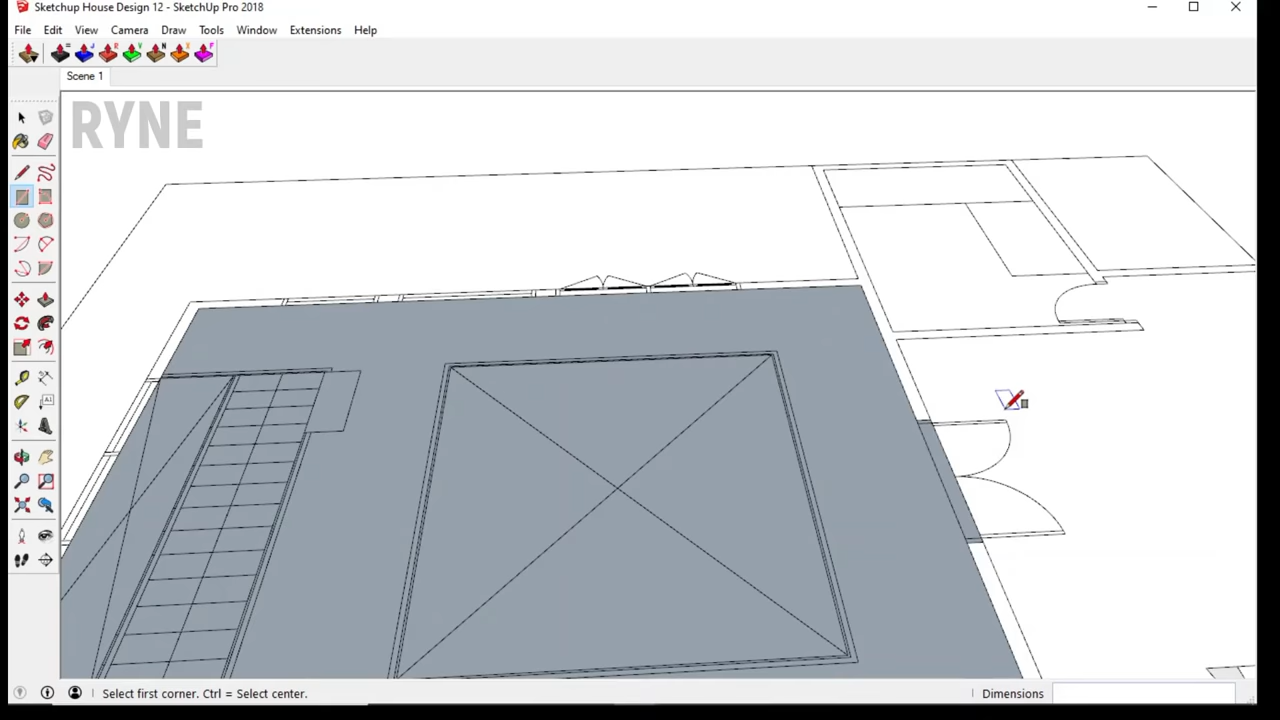 Sketchup House Design 12 - SketchUp Pro 2018
File Edit View Camera Draw Tools Window Extensions Help
Scene 1
RYNE
Select first corner. Ctrl = Select center.
Dimensions